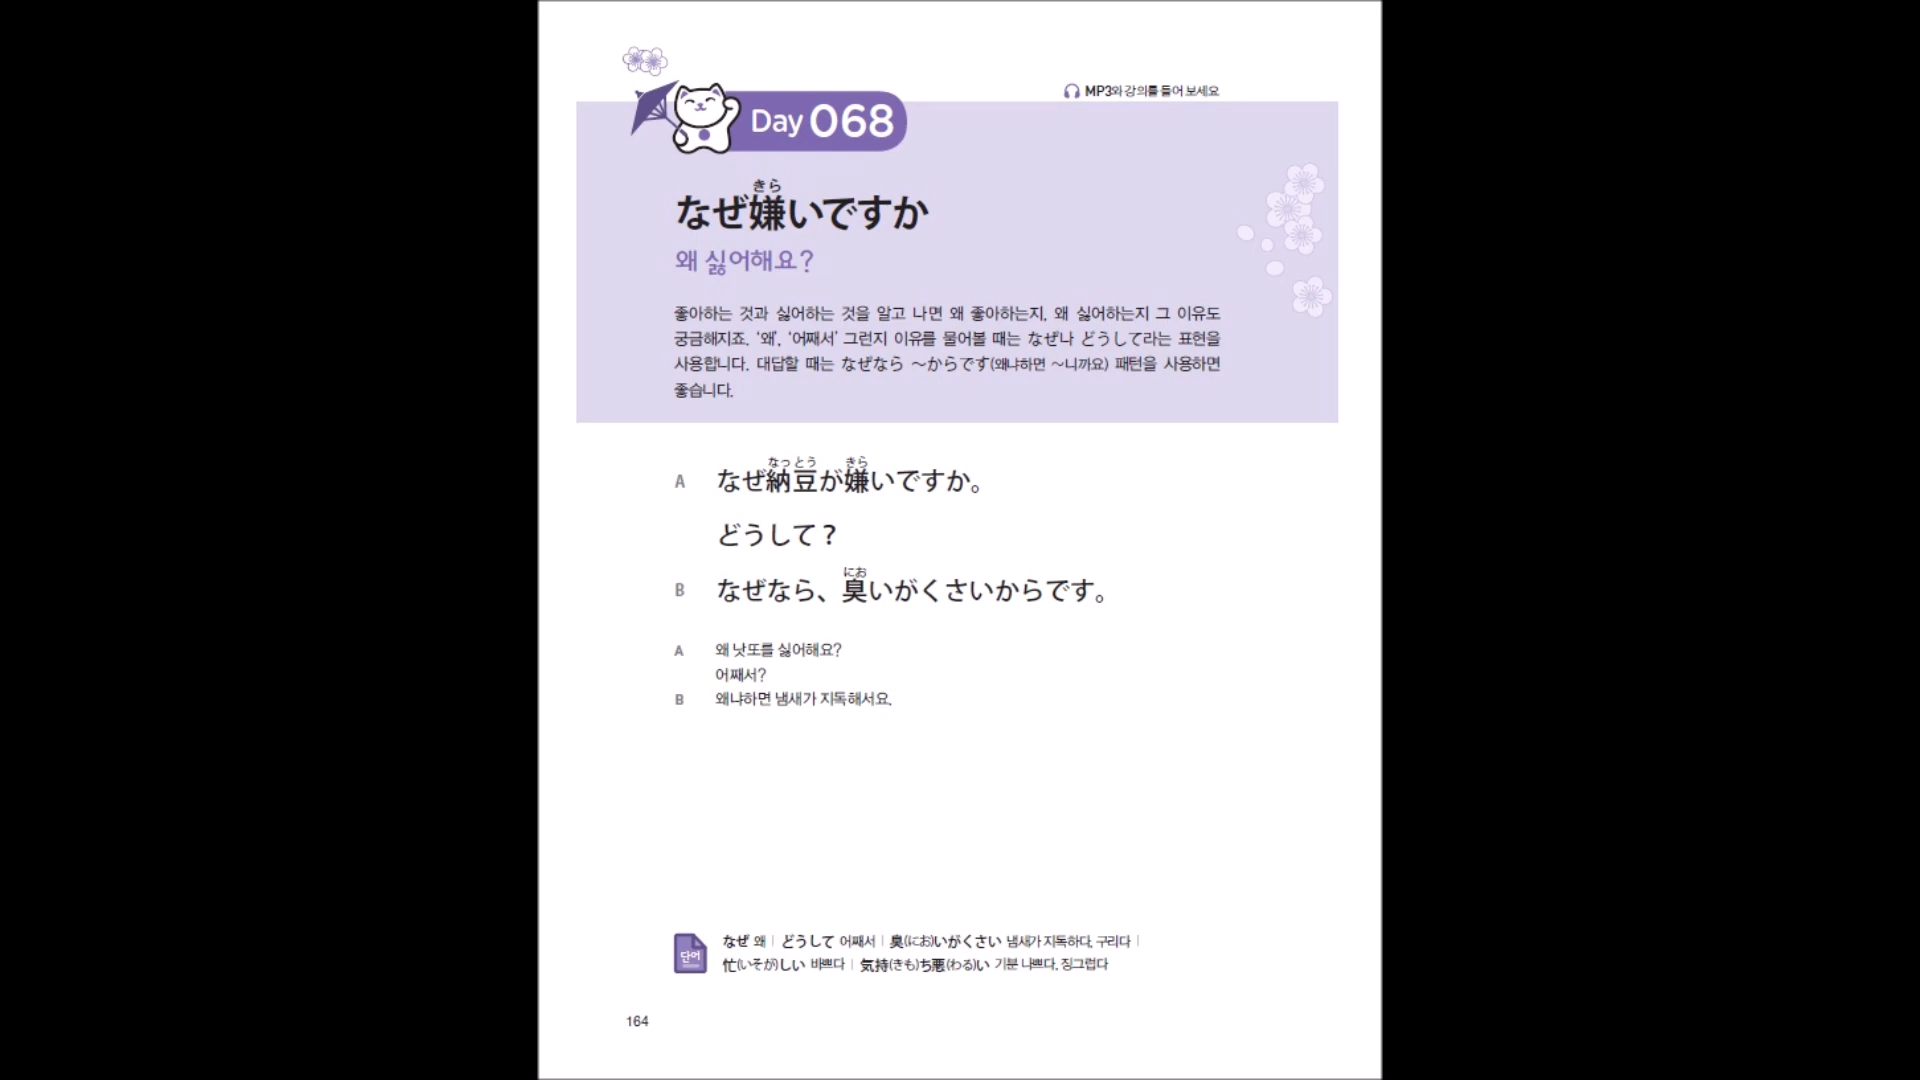 MP3와 강의를 들어 보세요
Day 068
きら
なぜ嫌いですか
왜 싫어해요?
좋아하는 것과 싫어하는 것을 알고 나면 왜 좋아하는지, 왜 싫어하는지 그 이유도
궁금해지죠. ‘왜’, ‘어째서’ 그런지 이유를 물어볼 때는 なぜ나 どうして라는 표현을
사용합니다. 대답할 때는 なぜなら ～からです(왜냐하면 ～니까요) 패턴을 사용하면
좋습니다.
なっとう きら
A なぜ納豆が嫌いですか。
どうして？
にお
B なぜなら、臭いがくさいからです。
A 왜 낫또를 싫어해요?
어째서?
B 왜냐하면 냄새가 지독해서요.
단어
なぜ 왜 | どうして 어째서 | 臭(にお)いがくさい 냄새가 지독하다, 구리다 |
忙(いそが)しい 바쁘다 | 気持(きも)ち悪(わる)い 기분 나쁘다, 징그럽다
164